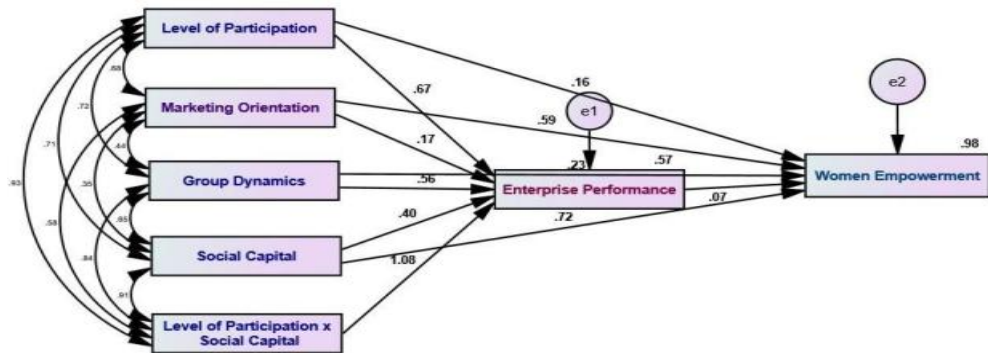 Level of Participation
.16
e2
.67
.88
Marketing Orientation
e1
.59
.72
.17
.98
.44
.23
.57
.71
Group Dynamics
.56
Enterprise Performance
Women Empowerment
.93
.35
.07
.40
.72
.58
.95
Social Capital
.84
1.08
.91
Level of Participation x
Social Capital